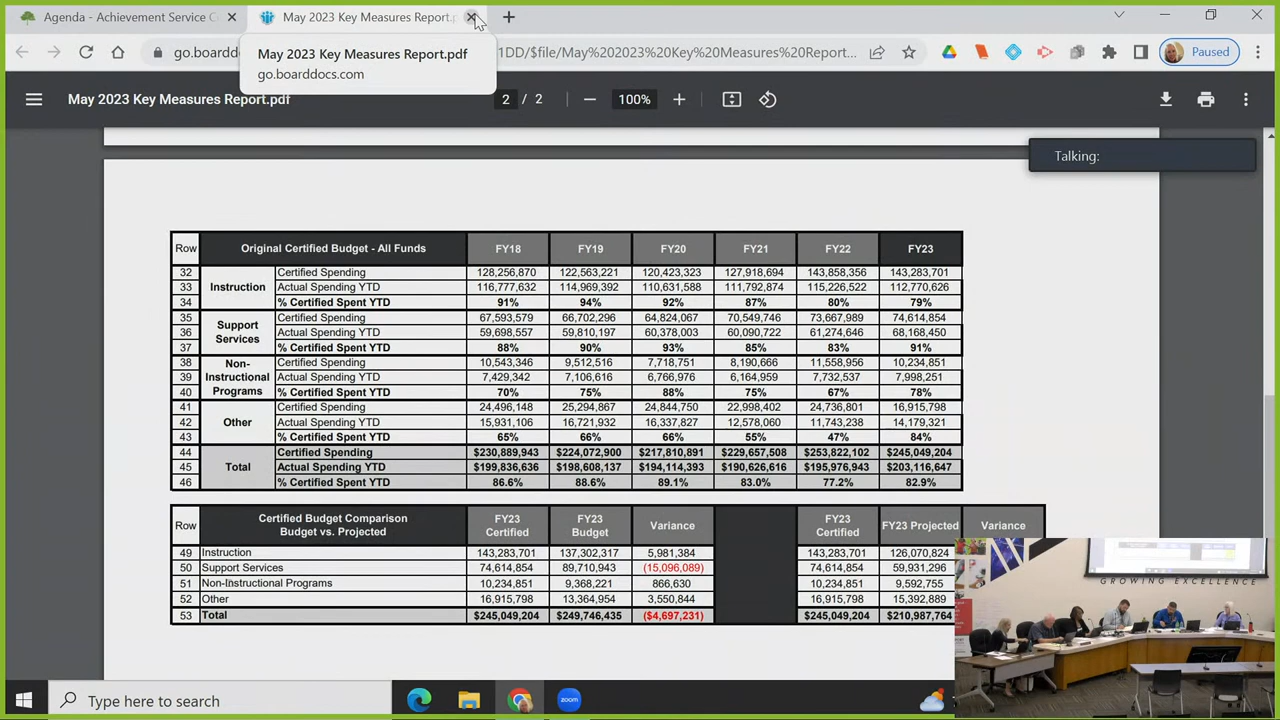 Agenda - Achievement Service C
May 2023 Key Measures Report.
go.boardd
1DD/$file/May%202023%20Key%20Measures%20Report...
Paused
May 2023 Key Measures Report.pdf
go.boarddocs.com
May 2023 Key Measures Report.pdf
2 / 2
100%
Talking:
Row Original Certified Budget - All Funds FY18 FY19 FY20 FY21 FY22 FY23
32 Certified Spending 128,256,870 122,563,221 120,423,323 127,918,694 143,858,356 143,283,701
33 Instruction Actual Spending YTD 116,777,632 114,969,392 110,631,588 111,792,874 115,226,522 112,770,626
34 % Certified Spent YTD 91% 94% 92% 87% 80% 79%
35 Support Certified Spending 67,593,579 66,702,296 64,824,067 70,549,746 73,667,989 74,614,854
36 Services Actual Spending YTD 59,698,557 59,810,197 60,378,003 60,090,722 61,274,646 68,168,450
37 % Certified Spent YTD 88% 90% 93% 85% 83% 91%
38 Non- Certified Spending 10,543,346 9,512,516 7,718,751 8,190,666 11,558,956 10,234,851
39 Instructional Actual Spending YTD 7,429,342 7,106,616 6,766,976 6,164,959 7,732,537 7,998,251
40 Programs % Certified Spent YTD 70% 75% 88% 75% 67% 78%
41 Certified Spending 24,496,148 25,294,867 24,844,750 22,998,402 24,736,801 16,915,798
42 Other Actual Spending YTD 15,931,106 16,721,932 16,337,827 12,578,060 11,743,238 14,179,321
43 % Certified Spent YTD 65% 66% 66% 55% 47% 84%
44 Certified Spending $230,889,943 $224,072,900 $217,810,891 $229,657,508 $253,822,102 $245,049,204
45 Total Actual Spending YTD $199,836,636 $198,608,137 $194,114,393 $190,626,616 $195,976,943 $203,116,647
46 % Certified Spent YTD 86.6% 88.6% 89.1% 83.0% 77.2% 82.9%
Row Certified Budget Comparison Budget vs. Projected FY23 Certified FY23 Budget Variance FY23 Certified FY23 Projected Variance
49 Instruction 143,283,701 137,302,317 5,981,384 143,283,701 126,070,824
50 Support Services 74,614,854 89,710,943 (15,096,089) 74,614,854 59,931,296
51 Non-Instructional Programs 10,234,851 9,368,221 866,630 10,234,851 9,592,755
52 Other 16,915,798 13,364,954 3,550,844 16,915,798 15,392,889
53 Total $245,049,204 $249,746,435 ($4,697,231) $245,049,204 $210,987,764
GROWING EXCELLENCE
Type here to search
zoom